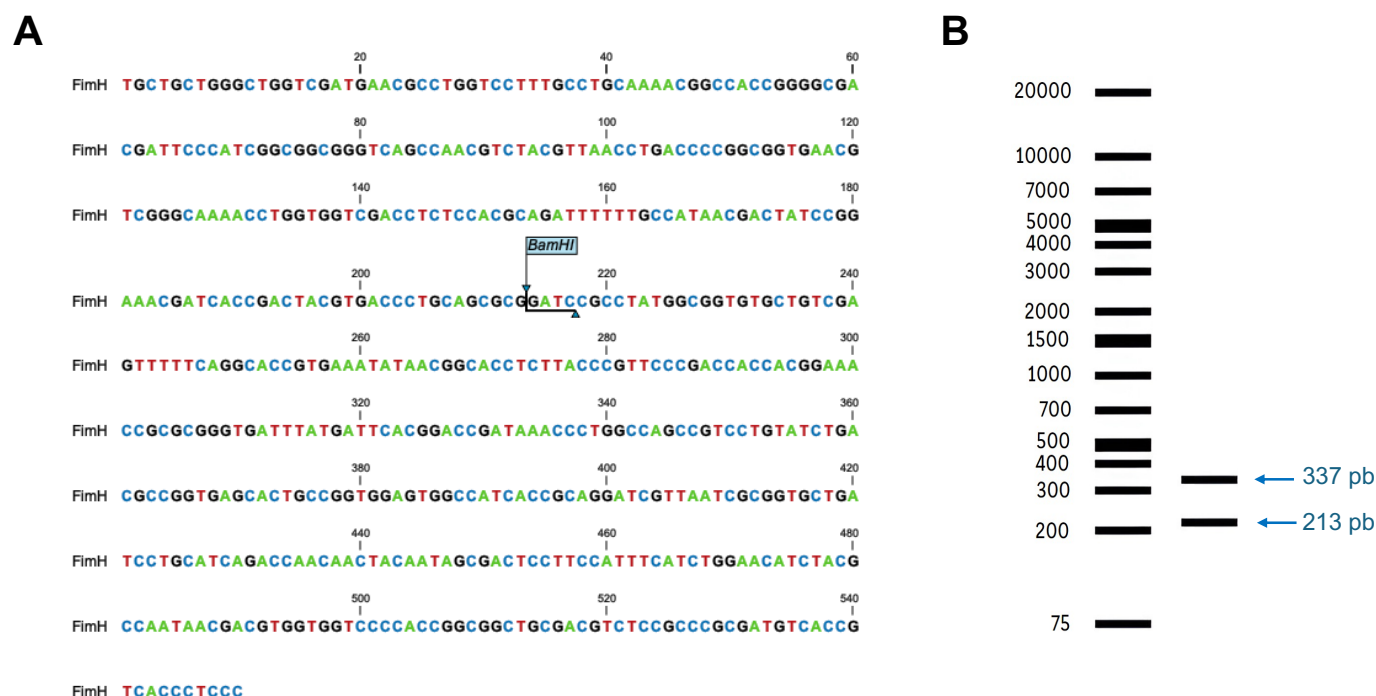 A
20 40 60
FimH TGCTGCTGGGCTGGTCGATGAACGCCTGGTCCTTTGCCTGCAAAACGGCCACCGGGGCGA
80 100 120
FimH CGATTCCCATCGGCGGCGGGTCAGCCAACGTCTACGTTAACCTGACCCCGGCGGTGAACG
140 160 180
FimH TCGGGCAAAACCTGGTGGTCGACCTCTCCACGCAGATTTTTTGCCATAACGACTATCCGG
BamHI
200 220 240
FimH AAACGATCACCGACTACGTGACCCTGCAGCGCGGATCCGCCTATGGCGGTGTGCTGTCGA
260 280 300
FimH GTTTTTCAGGCACCGTGAAATATAACGGCACCTCTTACCCGTTCCCGACCACCACGGAAA
320 340 360
FimH CCGCGCGGGTGATTTATGATTCACGGACCGATAAACCCTGGCCAGCCGTCCTGTATCTGA
380 400 420
FimH CGCCGGTGAGCACTGCCGGTGGAGTGGCCATCACCGCAGGATCGTTAATCGCGGTGCTGA
440 460 480
FimH TCCTGCATCAGACCAACAACTACAATAGCGACTCCTTCCATTTCATCTGGAACATCTACG
500 520 540
FimH CCAATAACGACGTGGTGGTCCCCACCGGCGGCTGCGACGTCTCCGCCCGCGATGTCACCG
FimH TCACCCTCCC
B
20000
10000
7000
5000
4000
3000
2000
1500
1000
700
500
400
300
200
75
337 pb
213 pb